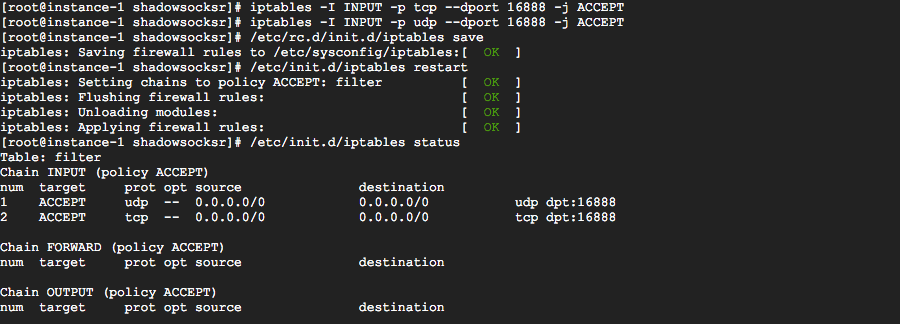 [root@instance-1 shadowsocksr]# iptables -I INPUT -p tcp --dport 16888 -j ACCEPT
[root@instance-1 shadowsocksr]# iptables -I INPUT -p udp --dport 16888 -j ACCEPT
[root@instance-1 shadowsocksr]# /etc/rc.d/init.d/iptables save
iptables: Saving firewall rules to /etc/sysconfig/iptables:[  OK  ]
[root@instance-1 shadowsocksr]# /etc/init.d/iptables restart
iptables: Setting chains to policy ACCEPT: filter          [  OK  ]
iptables: Flushing firewall rules:                         [  OK  ]
iptables: Unloading modules:                               [  OK  ]
iptables: Applying firewall rules:                         [  OK  ]
[root@instance-1 shadowsocksr]# /etc/init.d/iptables status
Table: filter
Chain INPUT (policy ACCEPT)
num  target     prot opt source               destination
1    ACCEPT     udp  --  0.0.0.0/0            0.0.0.0/0           udp dpt:16888
2    ACCEPT     tcp  --  0.0.0.0/0            0.0.0.0/0           tcp dpt:16888
Chain FORWARD (policy ACCEPT)
num  target     prot opt source               destination
Chain OUTPUT (policy ACCEPT)
num  target     prot opt source               destination